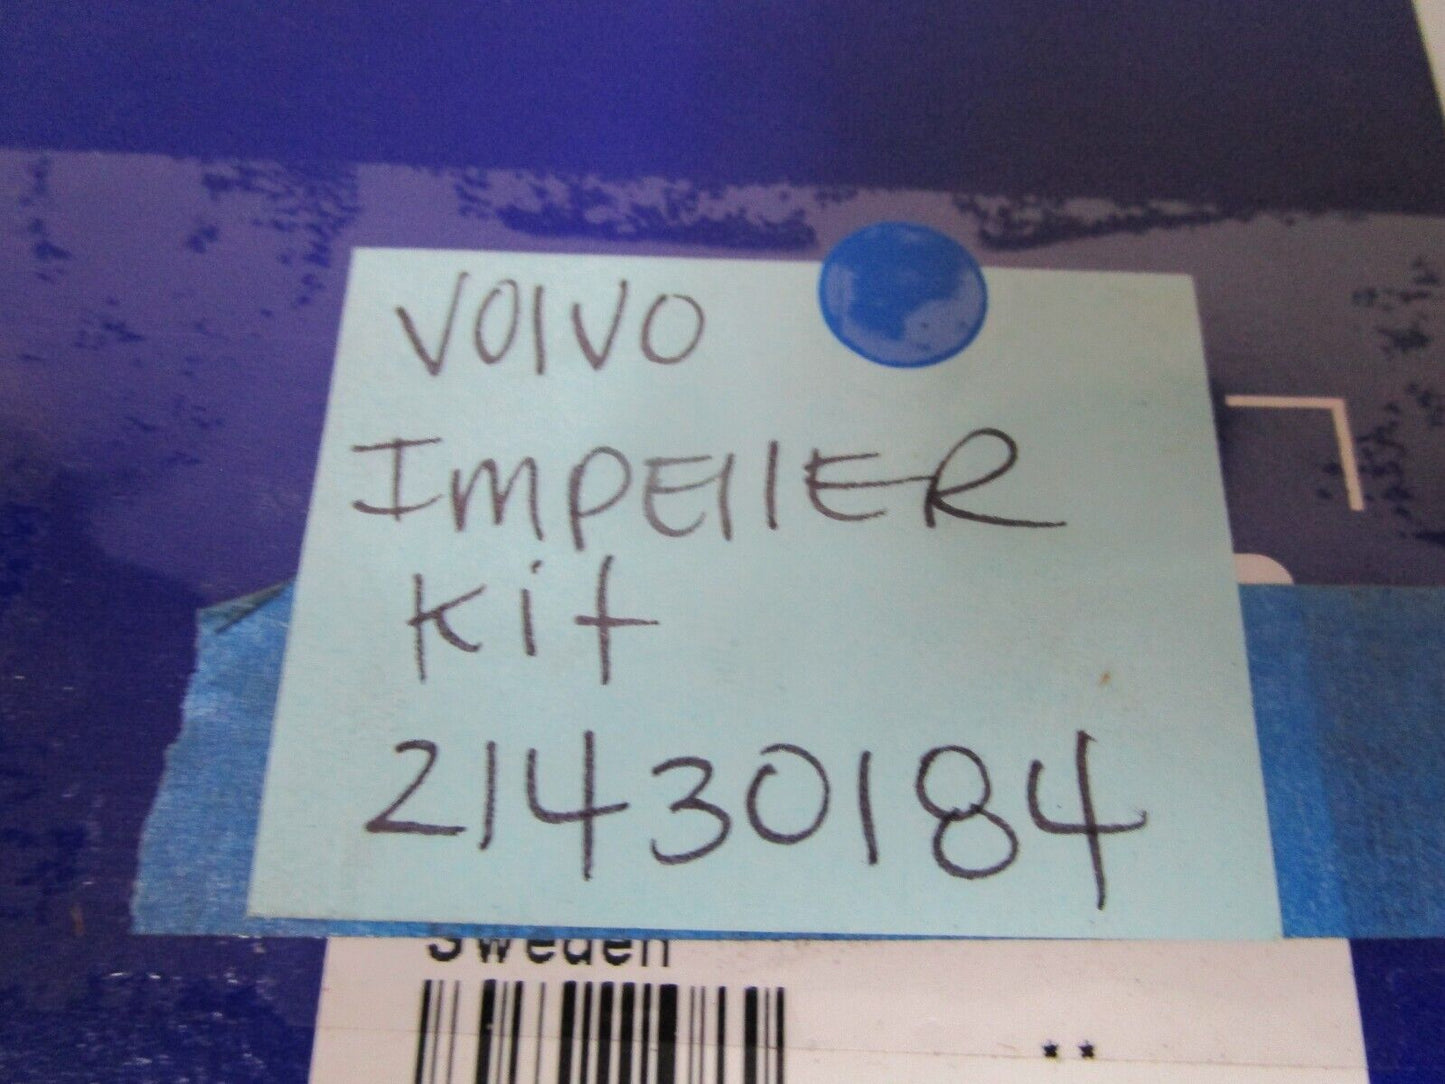 VOlVO
ImPEllER
Kit
21430184
Sweden
**